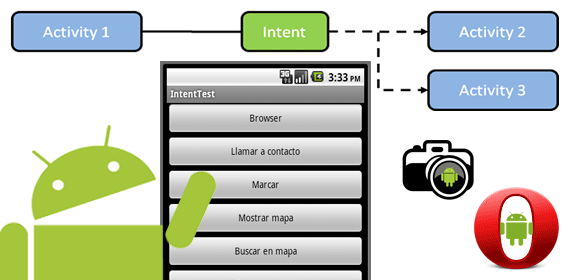 Activity 1
Intent
Activity 2
Activity 3
3G
3:33 PM
IntentTest
Browser
Llamar a contacto
Marcar
Mostrar mapa
Buscar en mapa